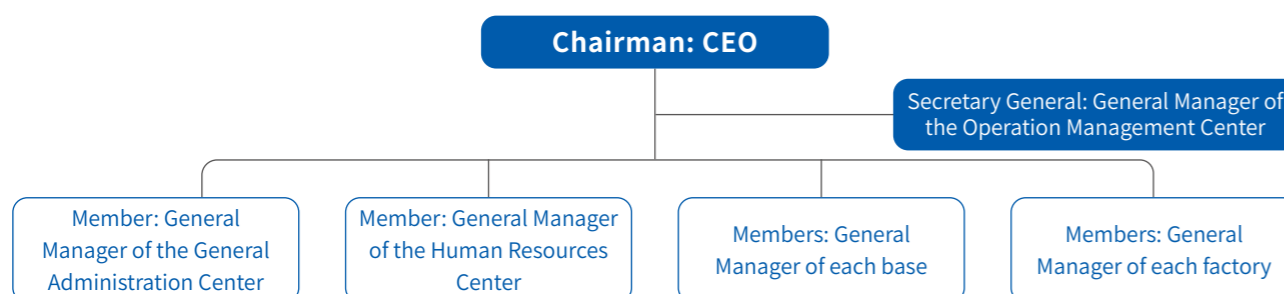 Chairman: CEO
Secretary General: General Manager of
the Operation Management Center
Member: General
Manager of the General
Administration Center
Member: General Manager
of the Human Resources
Center
Members: General
Manager of each base
Members: General
Manager of each factory